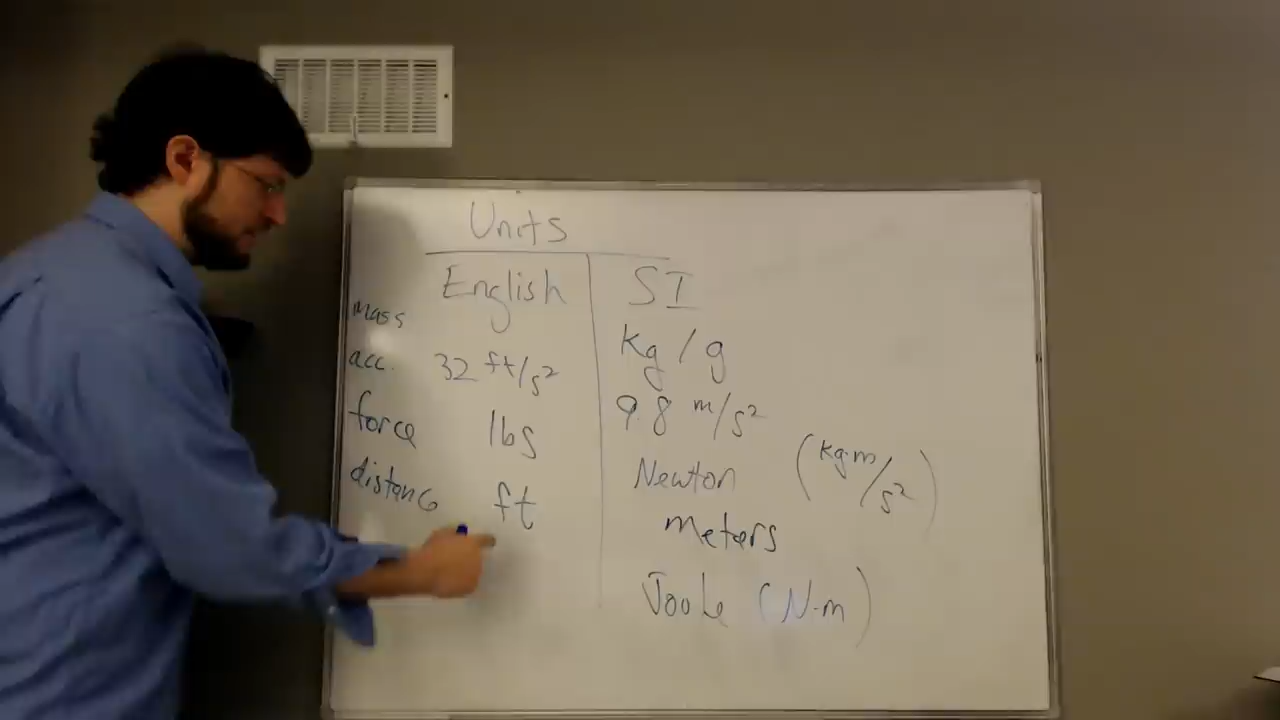 Units
English SI
mass Kg/g
acc. 32 ft/s² 9.8 m/s²
force lbs Newton (kg·m/s²)
distance ft meters
Joule (N·m)